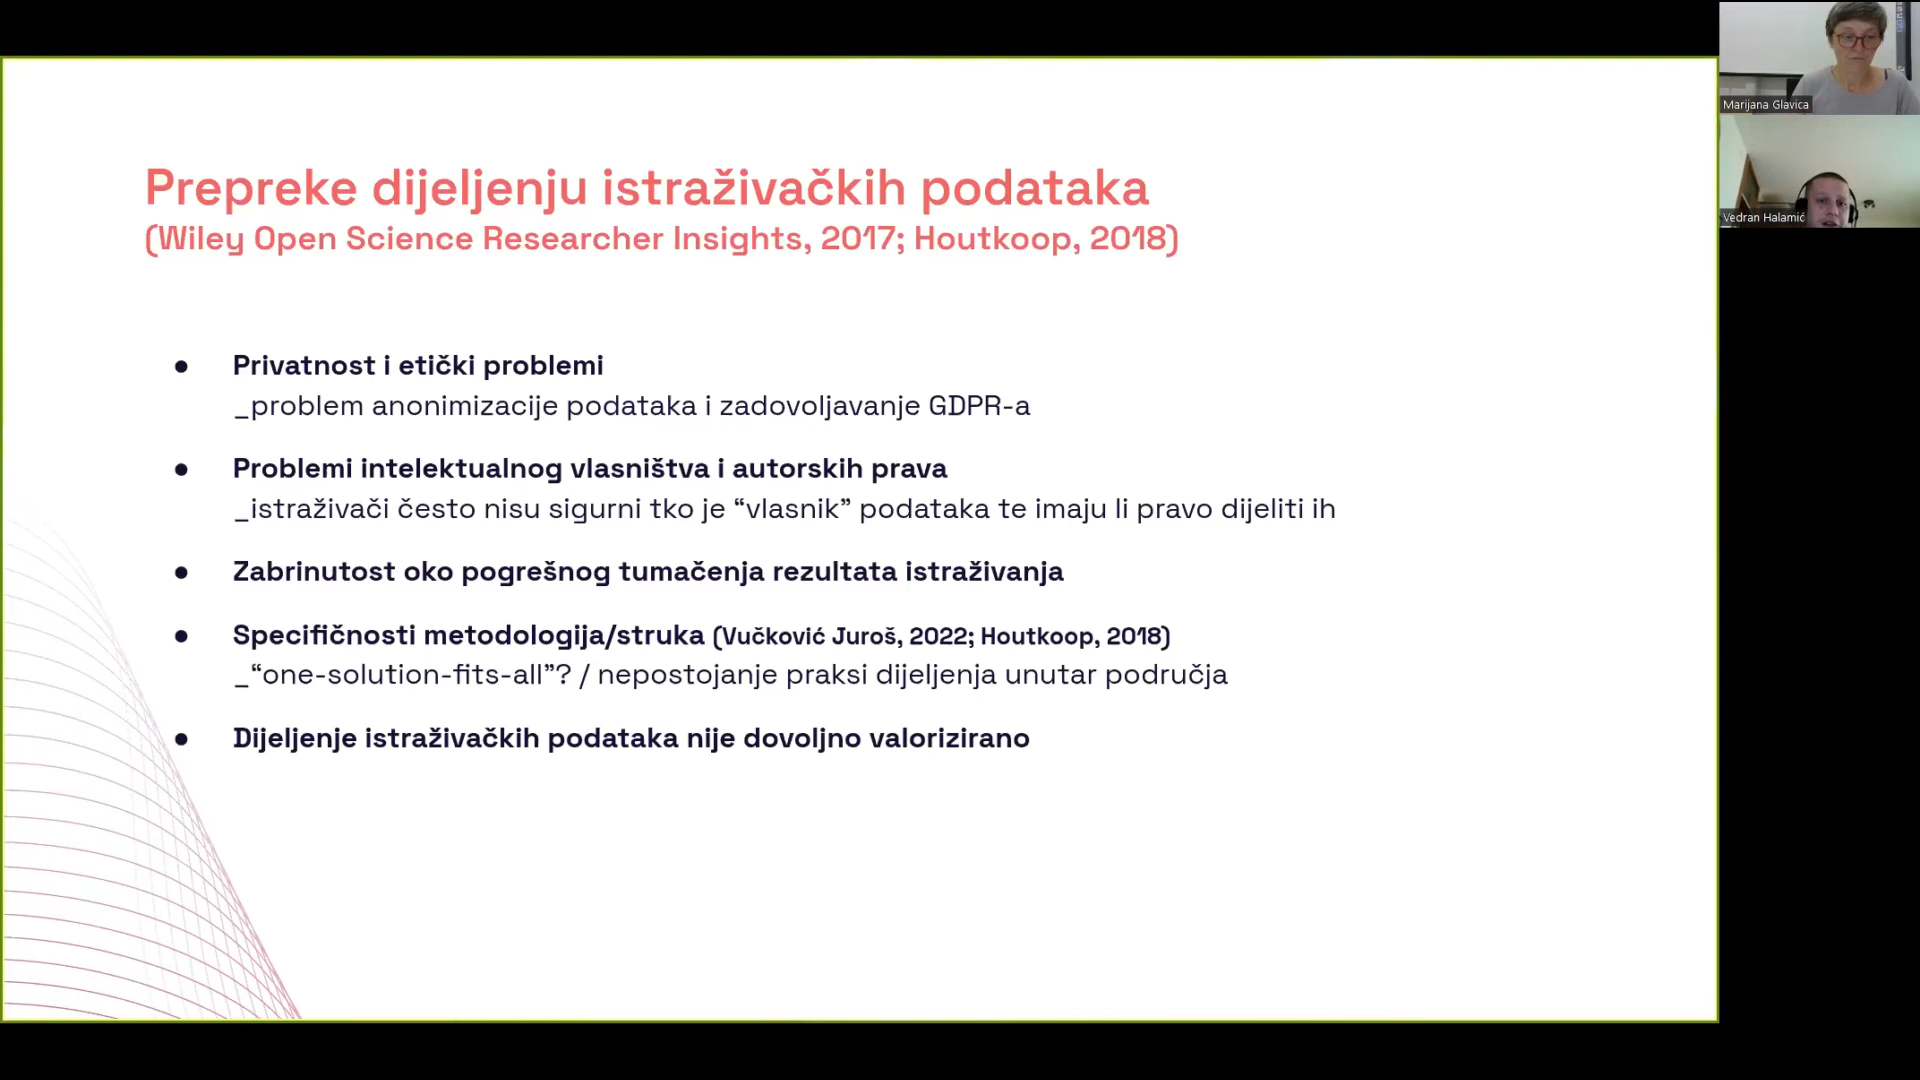 Prepreke dijeljenju istraživačkih podataka
(Wiley Open Science Researcher Insights, 2017; Houtkoop, 2018)
● Privatnost i etički problemi
_problem anonimizacije podataka i zadovoljavanje GDPR-a
● Problemi intelektualnog vlasništva i autorskih prava
_istraživači često nisu sigurni tko je “vlasnik” podataka te imaju li pravo dijeliti ih
● Zabrinutost oko pogrešnog tumačenja rezultata istraživanja
● Specifičnosti metodologija/struka (Vučković Juroš, 2022; Houtkoop, 2018)
_“one-solution-fits-all”? / nepostojanje praksi dijeljenja unutar područja
● Dijeljenje istraživačkih podataka nije dovoljno valorizirano
Marijana Glavica
Vedran Halamić